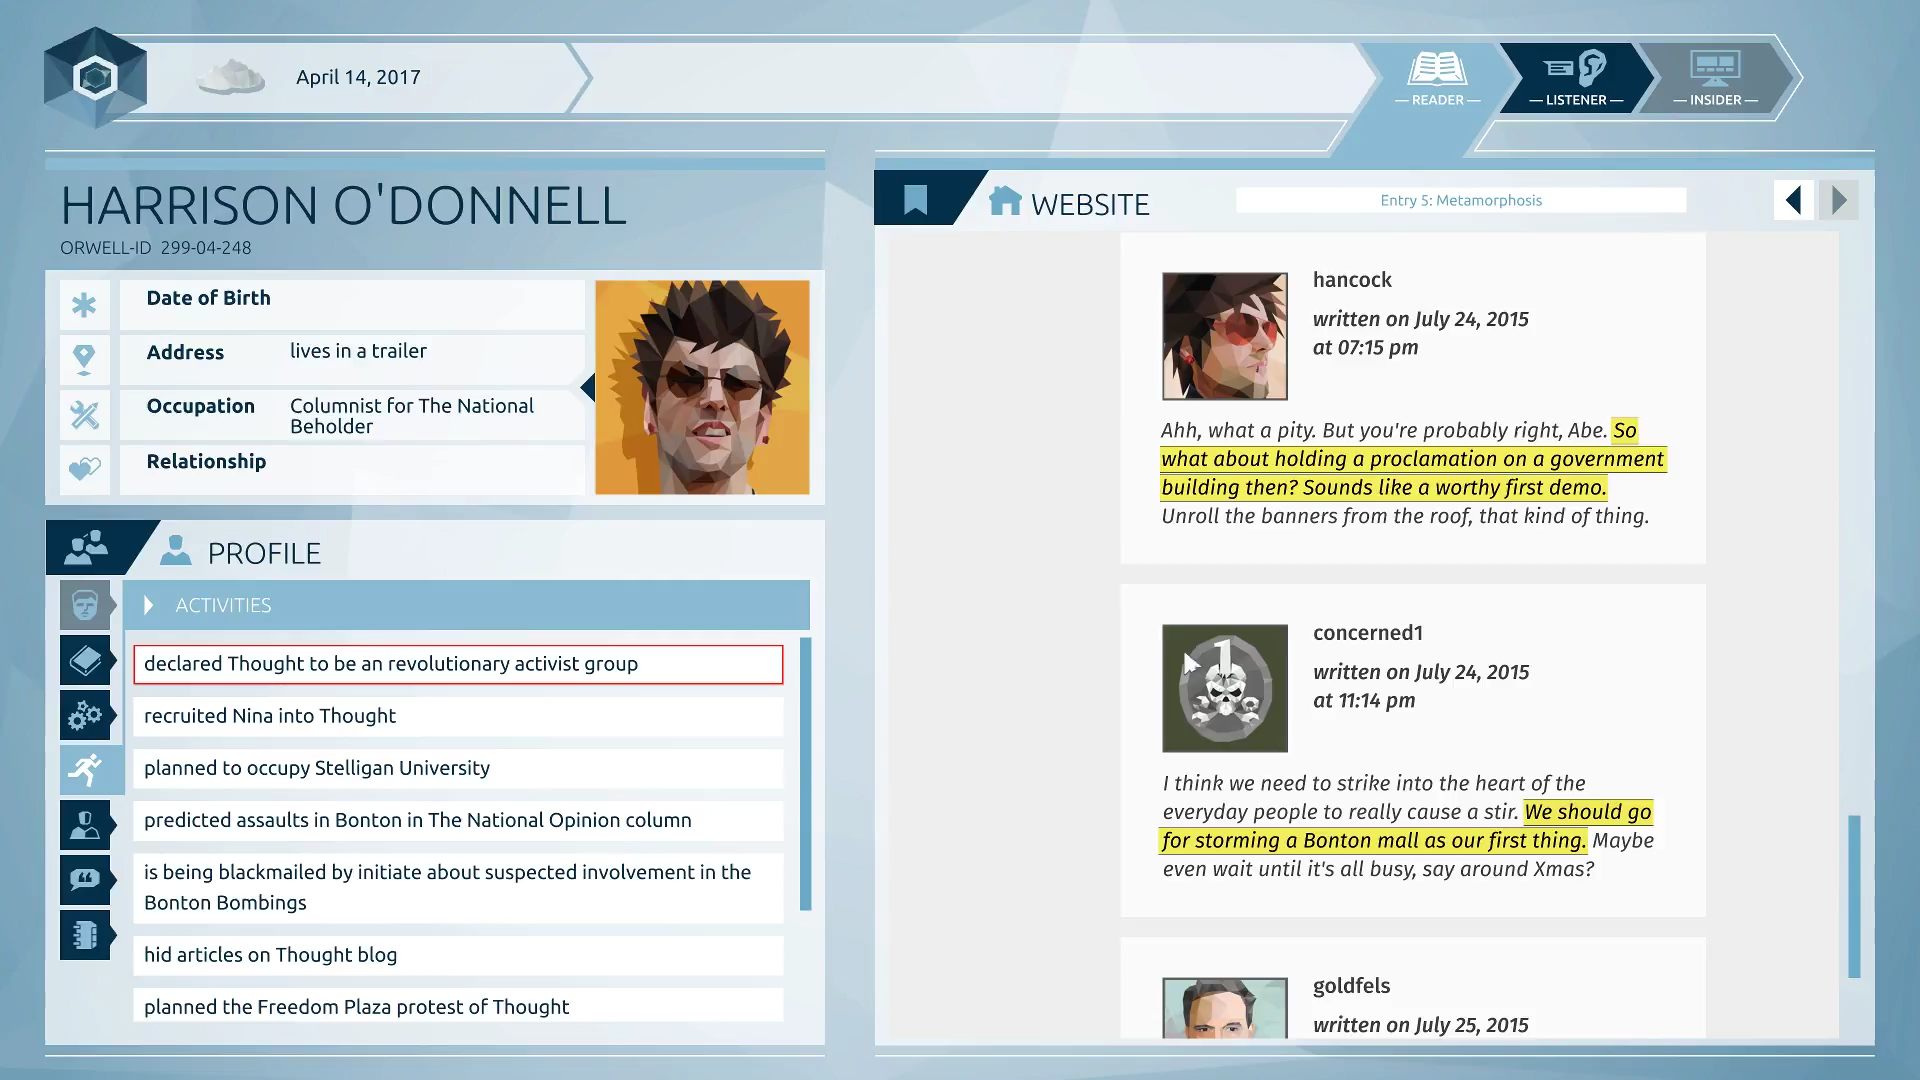 April 14, 2017
— READER —
— LISTENER —
— INSIDER —
HARRISON O'DONNELL
ORWELL-ID 299-04-248
Date of Birth
Address lives in a trailer
Occupation Columnist for The National
Beholder
Relationship
PROFILE
ACTIVITIES
declared Thought to be an revolutionary activist group
recruited Nina into Thought
planned to occupy Stelligan University
predicted assaults in Bonton in The National Opinion column
is being blackmailed by initiate about suspected involvement in the
Bonton Bombings
hid articles on Thought blog
planned the Freedom Plaza protest of Thought
WEBSITE
Entry 5: Metamorphosis
hancock
written on July 24, 2015
at 07:15 pm
Ahh, what a pity. But you're probably right, Abe. So
what about holding a proclamation on a government
building then? Sounds like a worthy first demo.
Unroll the banners from the roof, that kind of thing.
1
concerned1
written on July 24, 2015
at 11:14 pm
I think we need to strike into the heart of the
everyday people to really cause a stir. We should go
for storming a Bonton mall as our first thing. Maybe
even wait until it's all busy, say around Xmas?
goldfels
written on July 25, 2015